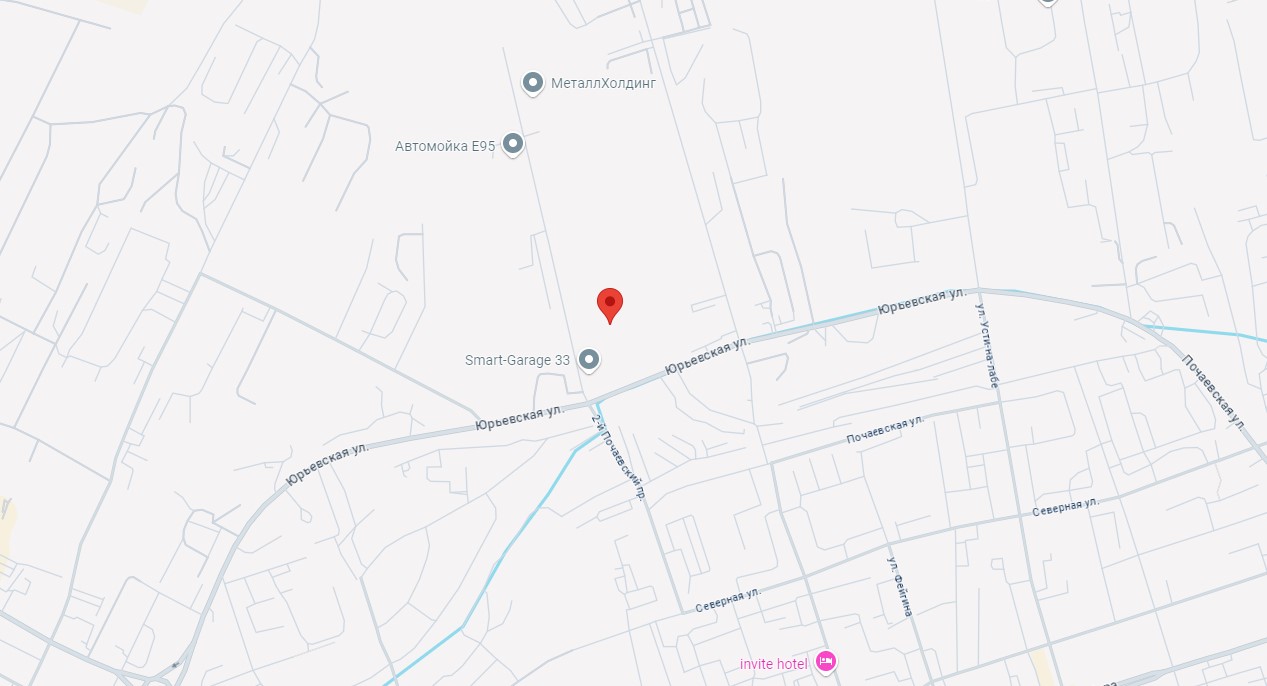 МеталлХолдинг
Автомойка E95
Юрьевская ул.
ул. Усти-на-лабе
Юрьевская ул.
Smart-Garage 33
Почаевская ул.
Юрьевская ул.
2-й Почаевский пр.
Почаевская ул.
Юрьевская ул.
Северная ул.
ул. Фейгина
Северная ул.
invite hotel